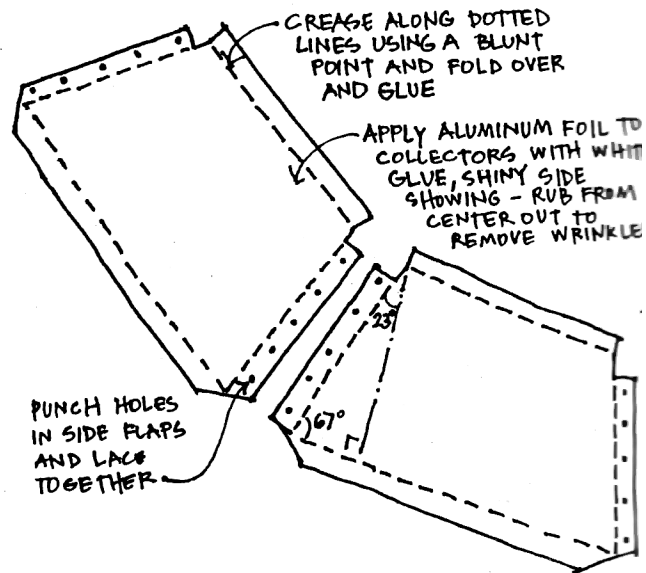 CREASE ALONG DOTTED
LINES USING A BLUNT
POINT AND FOLD OVER
AND GLUE
APPLY ALUMINUM FOIL TO
COLLECTORS WITH WHIT
GLUE, SHINY SIDE
SHOWING - RUB FROM
CENTER OUT TO
REMOVE WRINKLE
23°
67°
PUNCH HOLES
IN SIDE FLAPS
AND LACE
TOGETHER